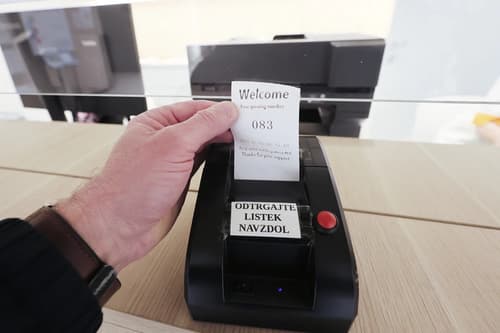 Welcome
Your queuing number
083
Thanks for your support
ODTRGAJTE
LISTEK
NAVZDOL